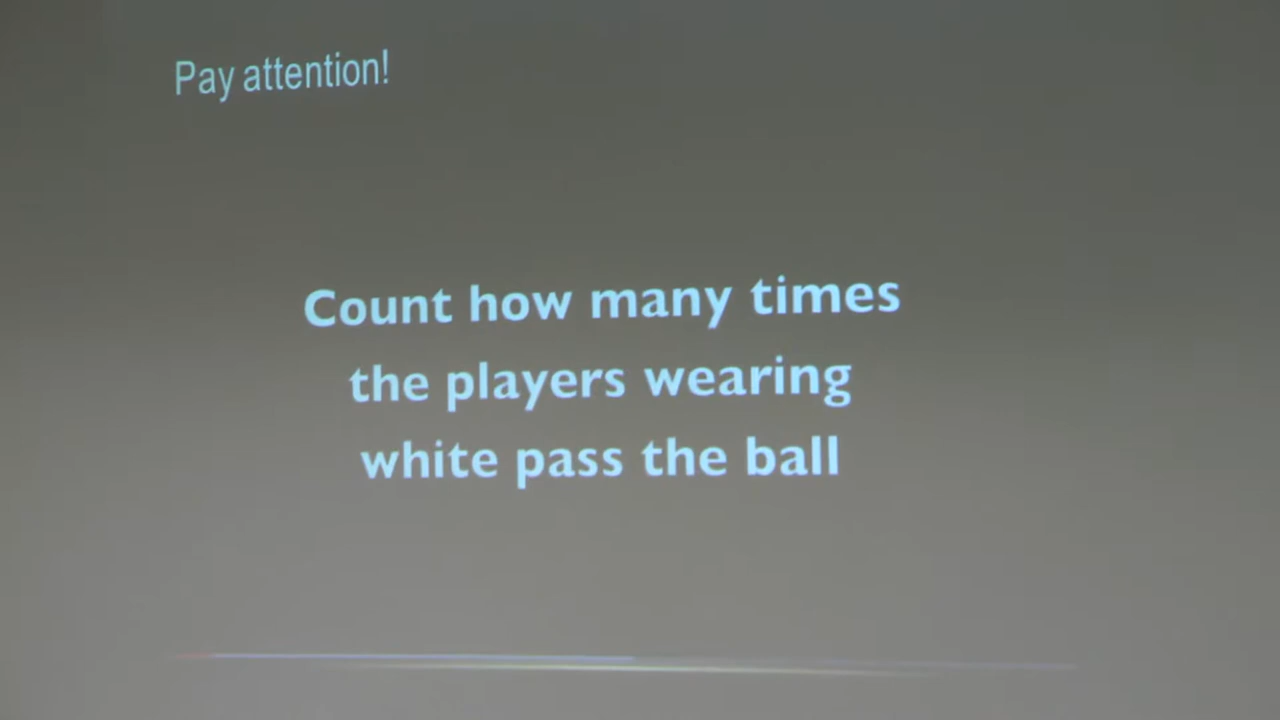 Pay attention!
Count how many times
the players wearing
white pass the ball